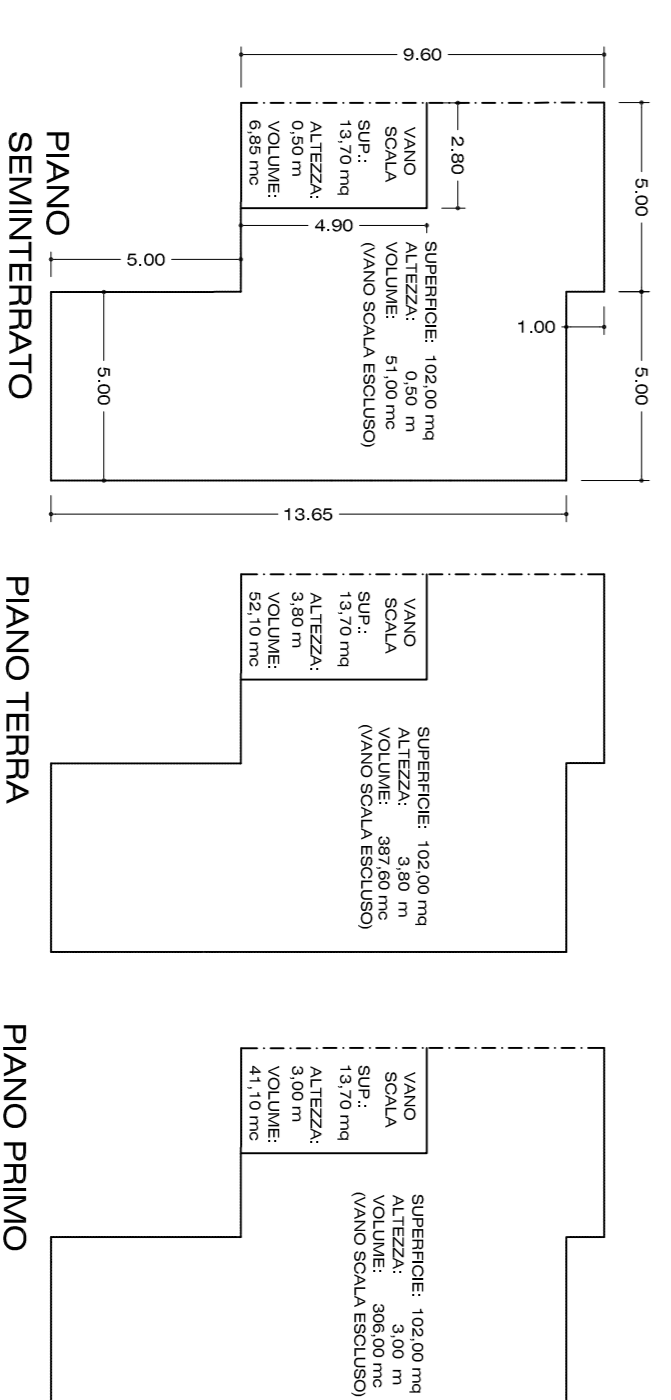 9.60
5.00
5.00
2.80
4.90
1.00
5.00
5.00
13.65
VANO
SCALA
SUP.:
13,70 mq
ALTEZZA:
0,50 m
VOLUME:
6,85 mc
SUPERFICIE: 102,00 mq
ALTEZZA: 0,50 m
VOLUME: 51,00 mc
(VANO SCALA ESCLUSO)
PIANO
SEMINTERRATO
VANO
SCALA
SUP.:
13,70 mq
ALTEZZA:
3,80 m
VOLUME:
52,10 mc
SUPERFICIE: 102,00 mq
ALTEZZA: 3,80 m
VOLUME: 387,60 mc
(VANO SCALA ESCLUSO)
PIANO TERRA
VANO
SCALA
SUP.:
13,70 mq
ALTEZZA:
3,00 m
VOLUME:
41,10 mc
SUPERFICIE: 102,00 mq
ALTEZZA: 3,00 m
VOLUME: 306,00 mc
(VANO SCALA ESCLUSO)
PIANO PRIMO